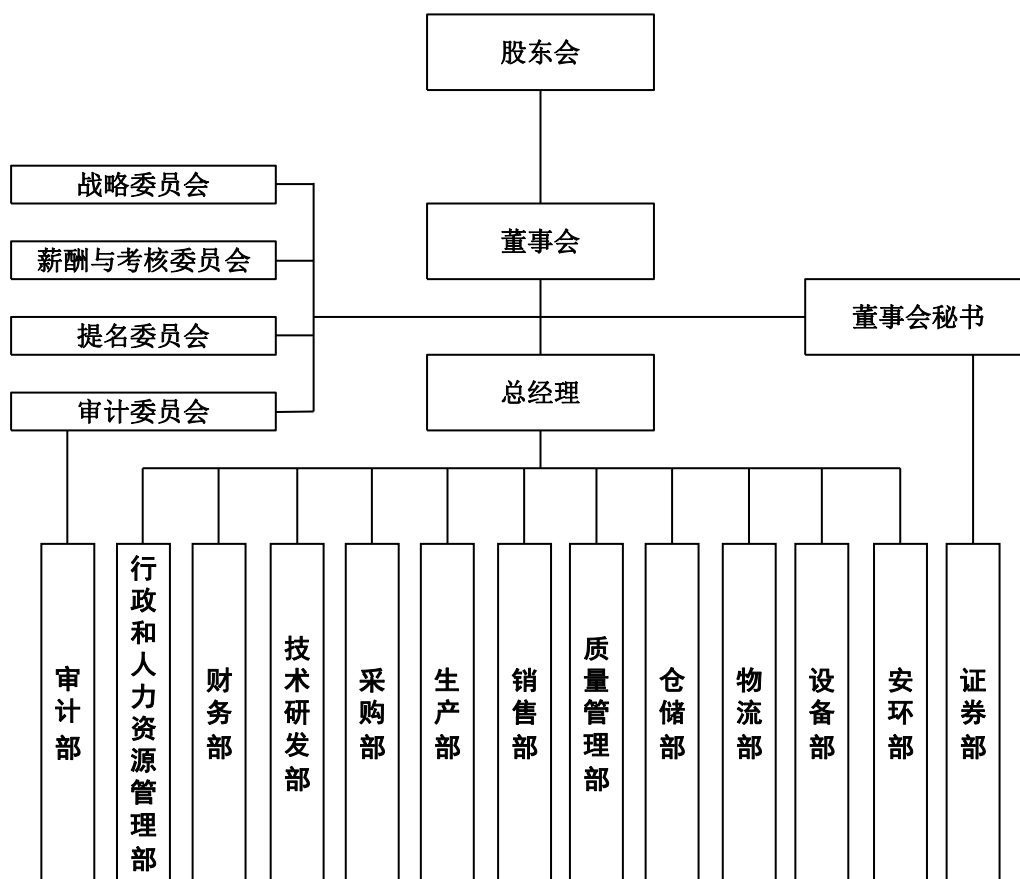 股东会
战略委员会
董事会
薪酬与考核委员会
董事会秘书
提名委员会
总经理
审计委员会
审计部
行政和人力资源管理部
财务部
技术研发部
采购部
生产部
销售部
质量管理部
仓储部
物流部
设备部
安环部
证券部